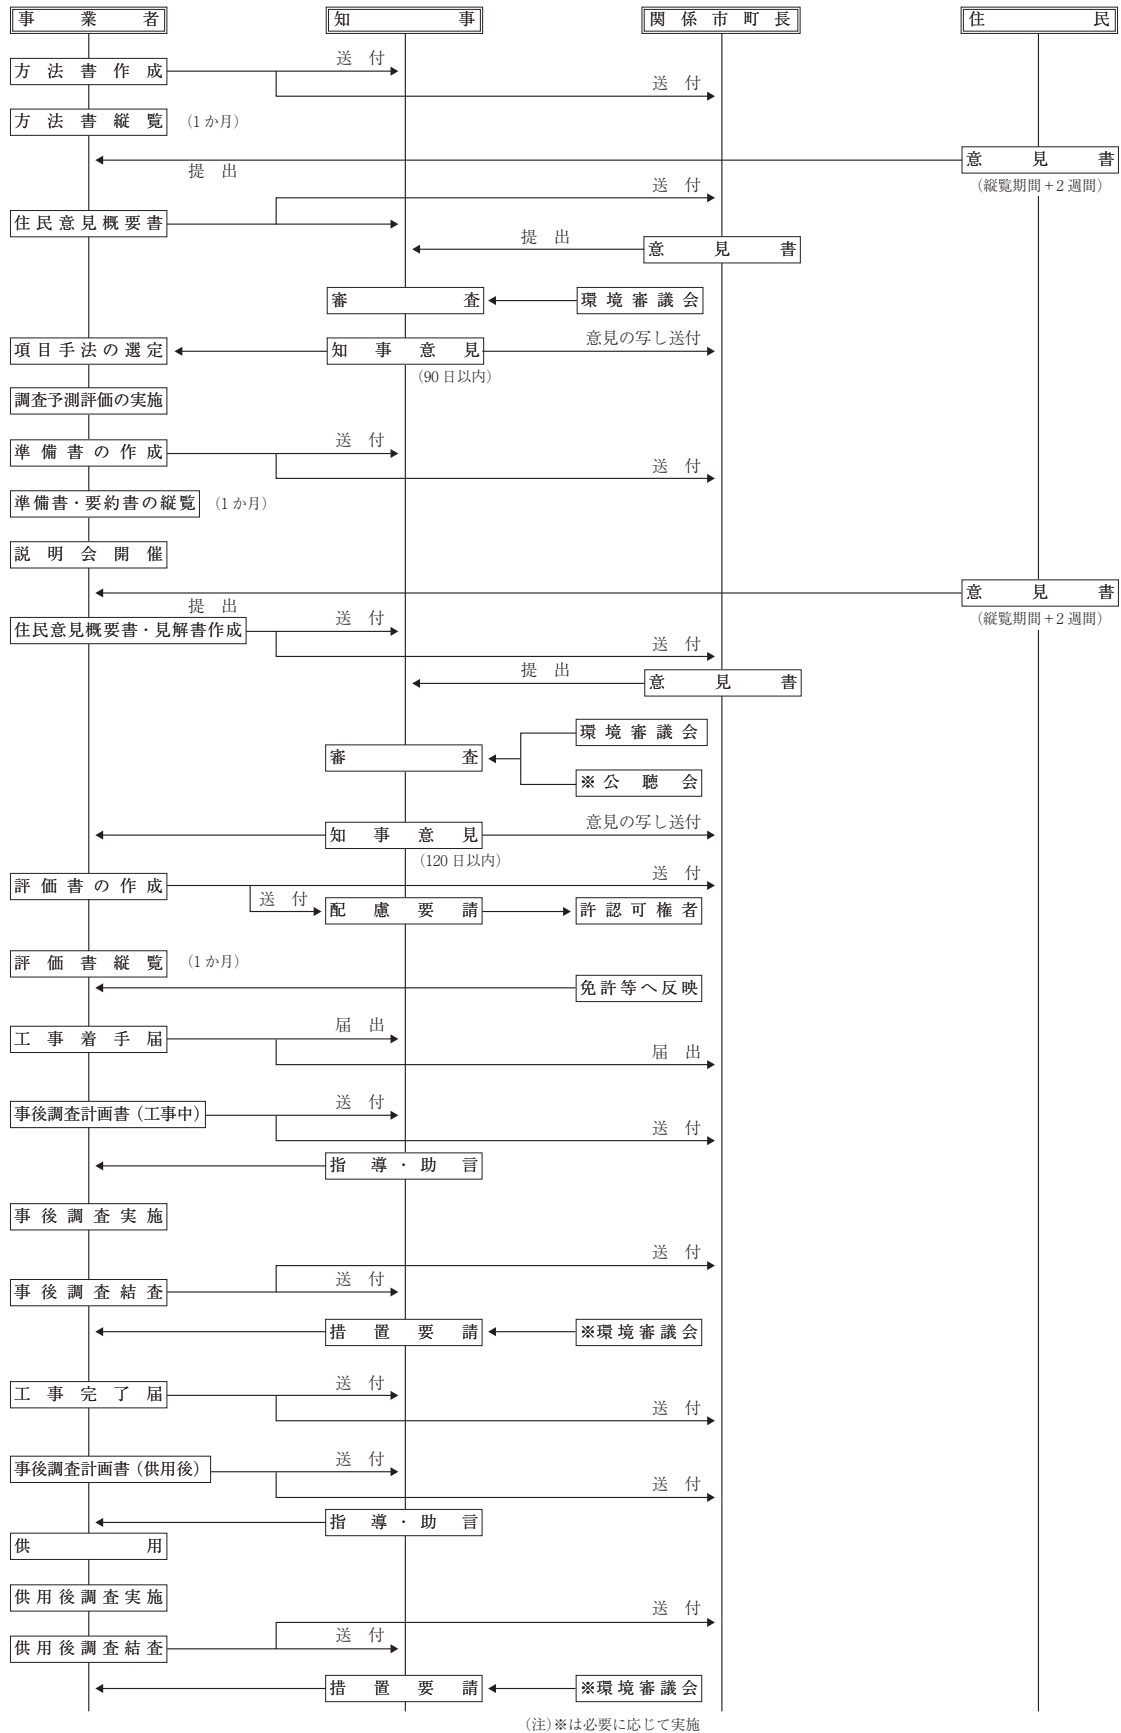 事業者 知事 関係市町長 住民
送付
方法書作成
送付
方法書縦覧 (1か月)
意見書
提出
(縦覧期間+2週間)
送付
住民意見概要書
提出
意見書
審査 環境審議会
意見の写し送付
項目手法の選定 知事意見
(90日以内)
調査予測評価の実施
送付
準備書の作成
送付
準備書・要約書の縦覧 (1か月)
説明会開催
意見書
提出
(縦覧期間+2週間)
送付
住民意見概要書・見解書作成
送付
提出
意見書
環境審議会
審査
※公聴会
意見の写し送付
知事意見
(120日以内)
送付
評価書の作成
送付
配慮要請 許認可権者
評価書縦覧 (1か月)
免許等へ反映
届出
工事着手届
届出
送付
事後調査計画書(工事中)
送付
指導・助言
事後調査実施
送付
送付
事後調査結査
措置要請 ※環境審議会
送付
工事完了届
送付
送付
事後調査計画書(供用後)
送付
指導・助言
供用
供用後調査実施
送付
送付
供用後調査結査
措置要請 ※環境審議会
(注)※は必要に応じて実施